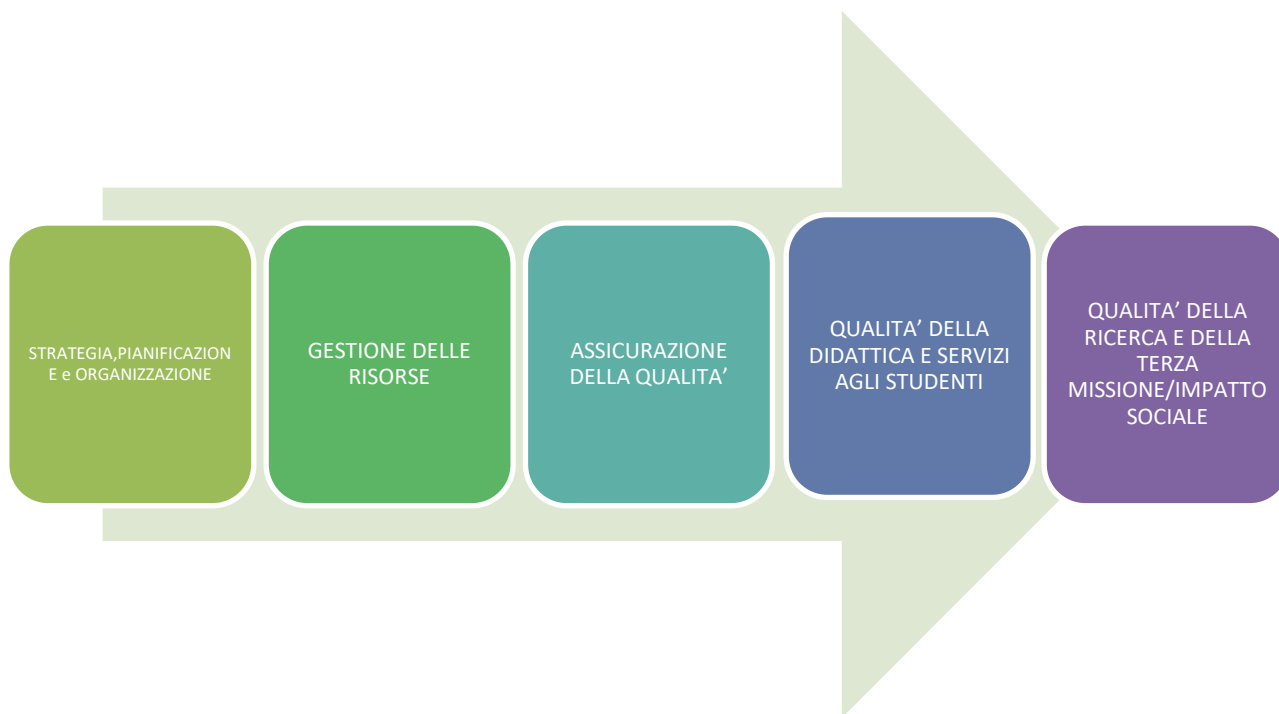 STRATEGIA,PIANIFICAZION
E e ORGANIZZAZIONE
GESTIONE DELLE
RISORSE
ASSICURAZIONE
DELLA QUALITA’
QUALITA’ DELLA
DIDATTICA E SERVIZI
AGLI STUDENTI
QUALITA’ DELLA
RICERCA E DELLA
TERZA
MISSIONE/IMPATTO
SOCIALE